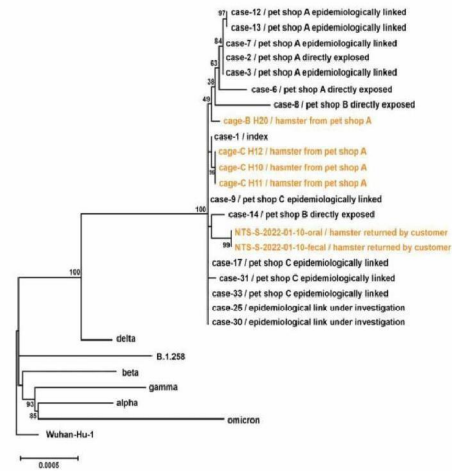 97
case-12 / pet shop A epidemiologically linked
case-13 / pet shop A epidemiologically linked
84
case-7 / pet shop A epidemiologically linked
case-2 / pet shop A directly explosed
63
case-3 / pet shop A epidemiologically linked
38
case-6 / pet shop A directly exposed
49
case-8 / pet shop B directly exposed
cage-B H20 / hamster from pet shop A
case-1 / index
cage-C H12 / hamster from pet shop A
cage-C H10 / hamster from pet shop A
cage-C H11 / hamster from pet shop A
case-9 / pet shop C epidemiologically linked
100
case-14 / pet shop B directly exposed
NTS-S-2022-01-10-oral / hamster returned by customer
99
NTS-S-2022-01-10-fecal / hamster returned by customer
case-17 / pet shop C epidemiologically linked
100
case-31 / pet shop C epidemiologically linked
case-33 / pet shop C epidemiologically linked
case-25 / epidemiological link under investigation
case-30 / epidemiological link under investigation
delta
B.1.258
beta
gamma
93
alpha
85
omicron
Wuhan-Hu-1
0.0005